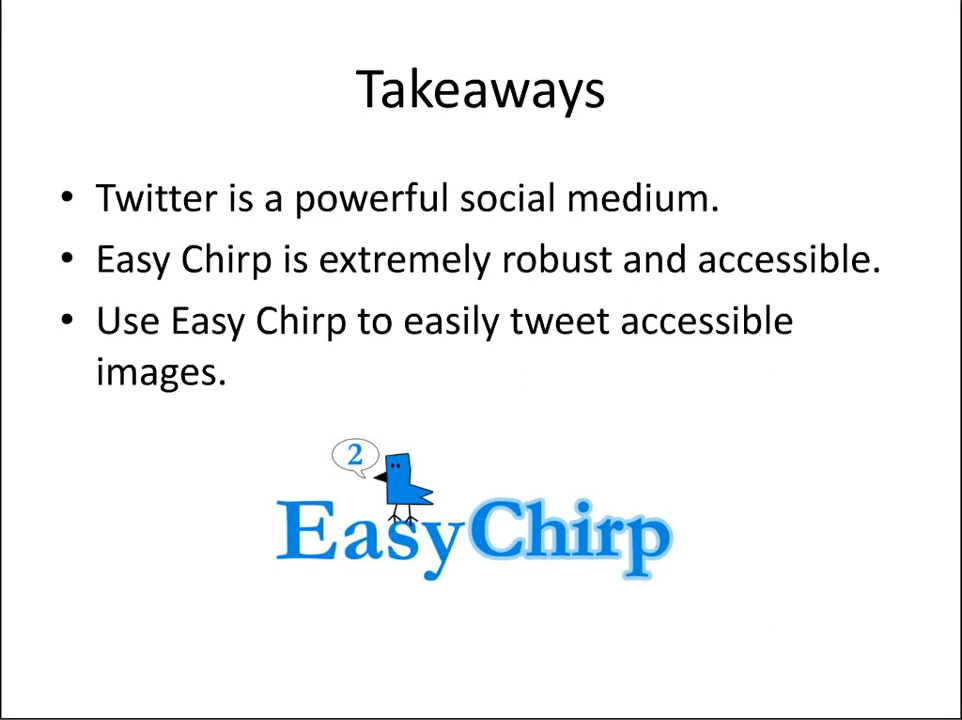 Takeaways
• Twitter is a powerful social medium.
• Easy Chirp is extremely robust and accessible.
• Use Easy Chirp to easily tweet accessible
images.
2
EasyChirp